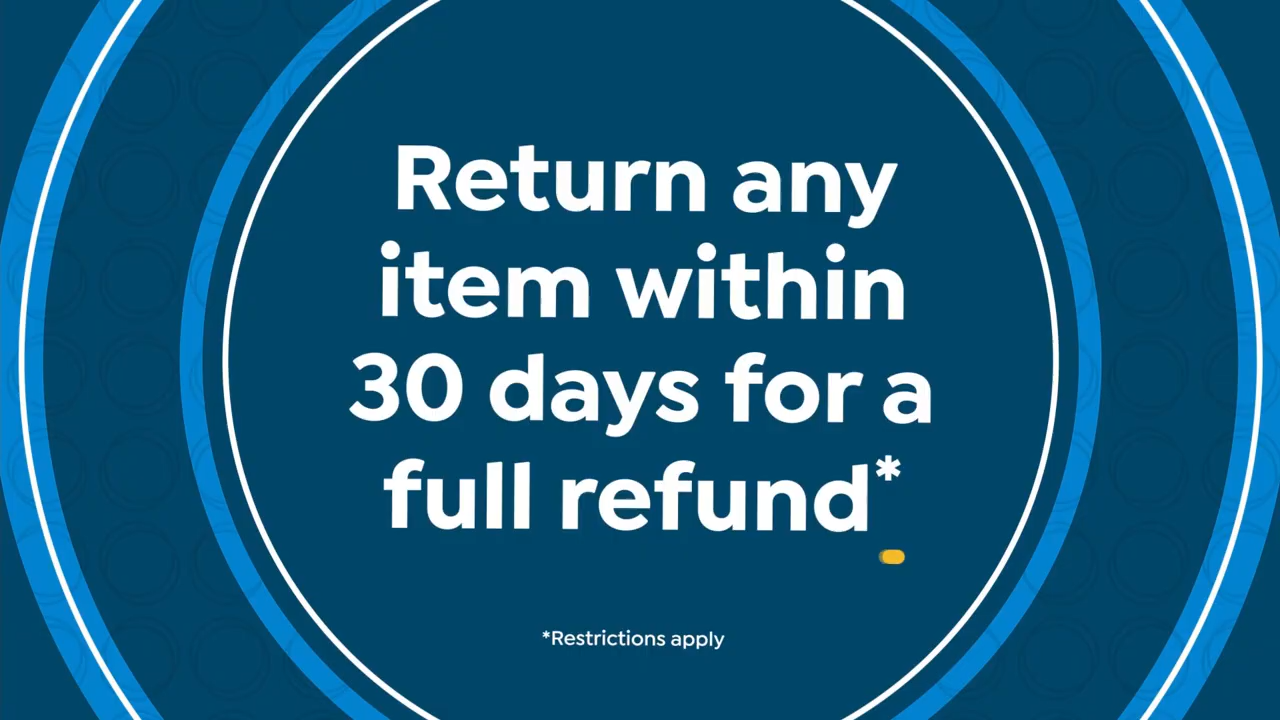 Return any
item within
30 days for a
full refund*
*Restrictions apply